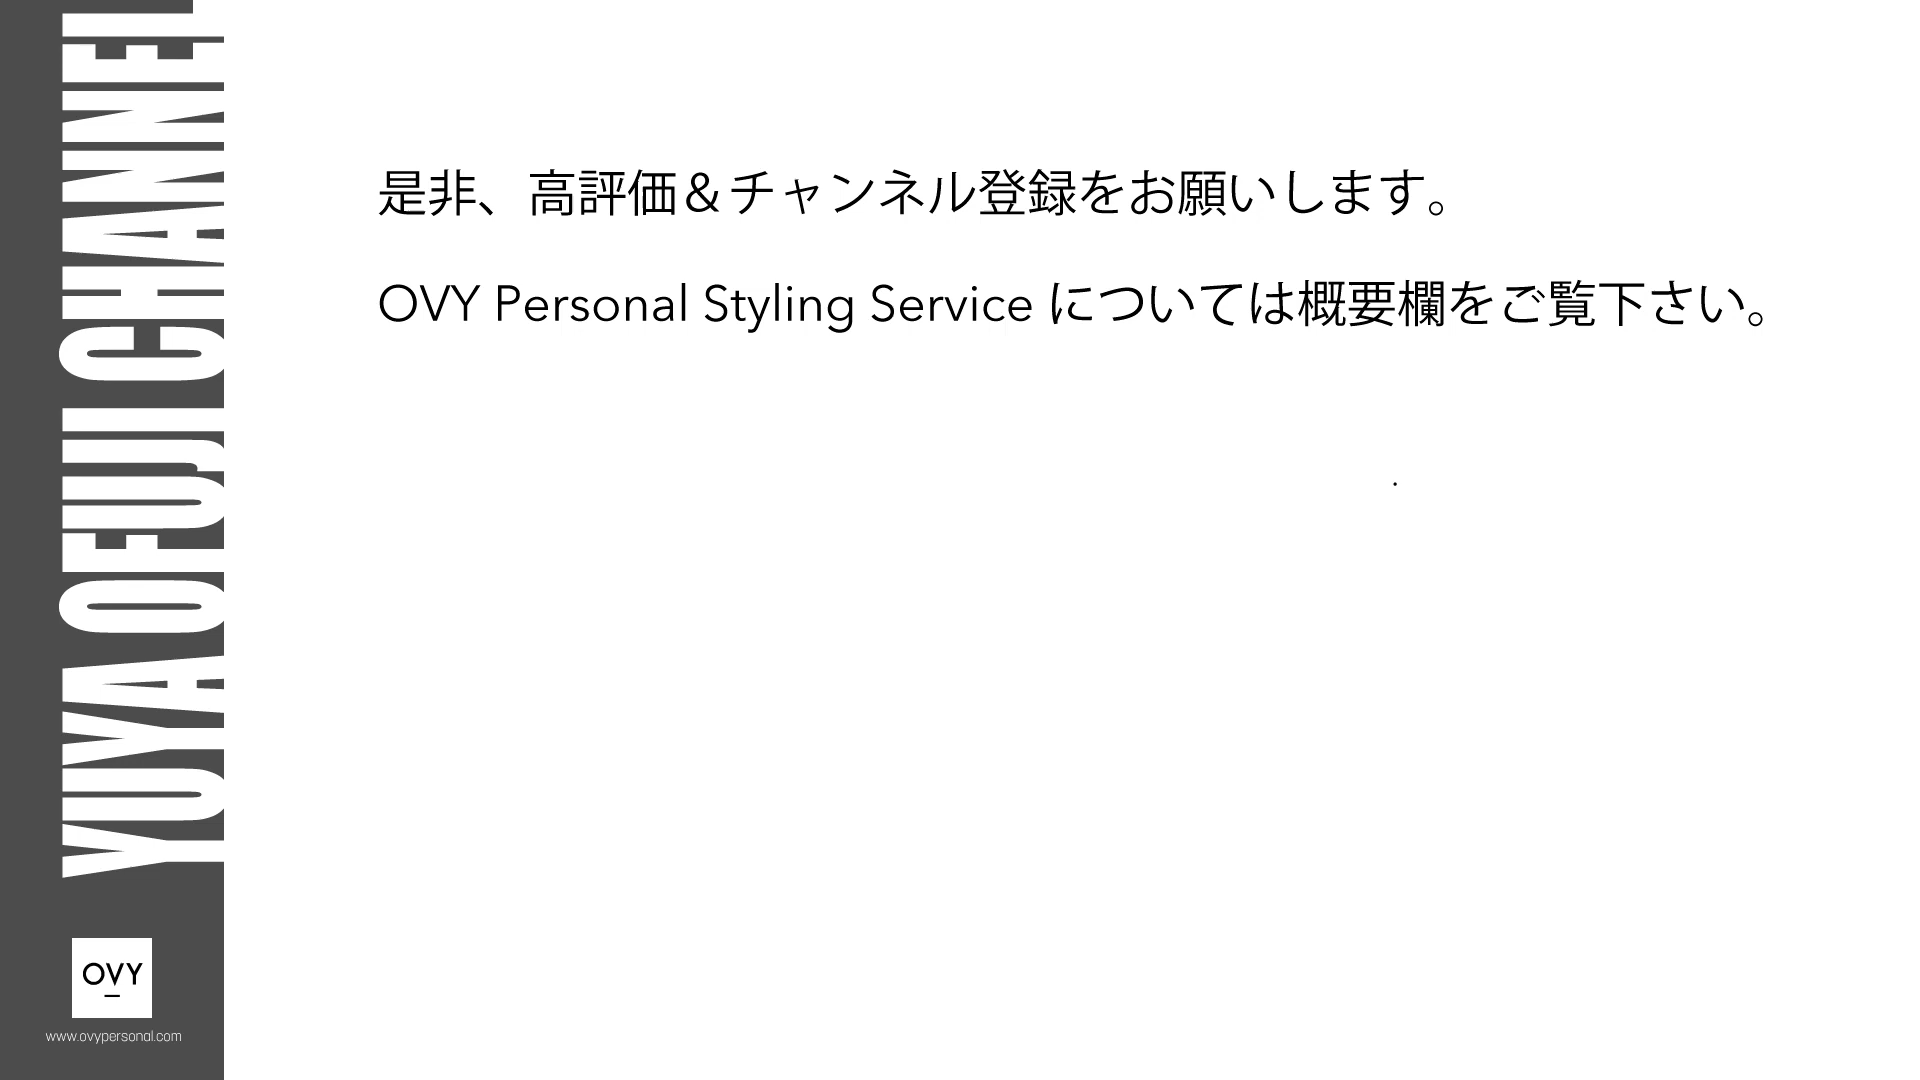 YUYA OFUJI CHANNEL
是非、高評価＆チャンネル登録をお願いします。
OVY Personal Styling Service については概要欄をご覧下さい。
OVY
www.ovypersonal.com